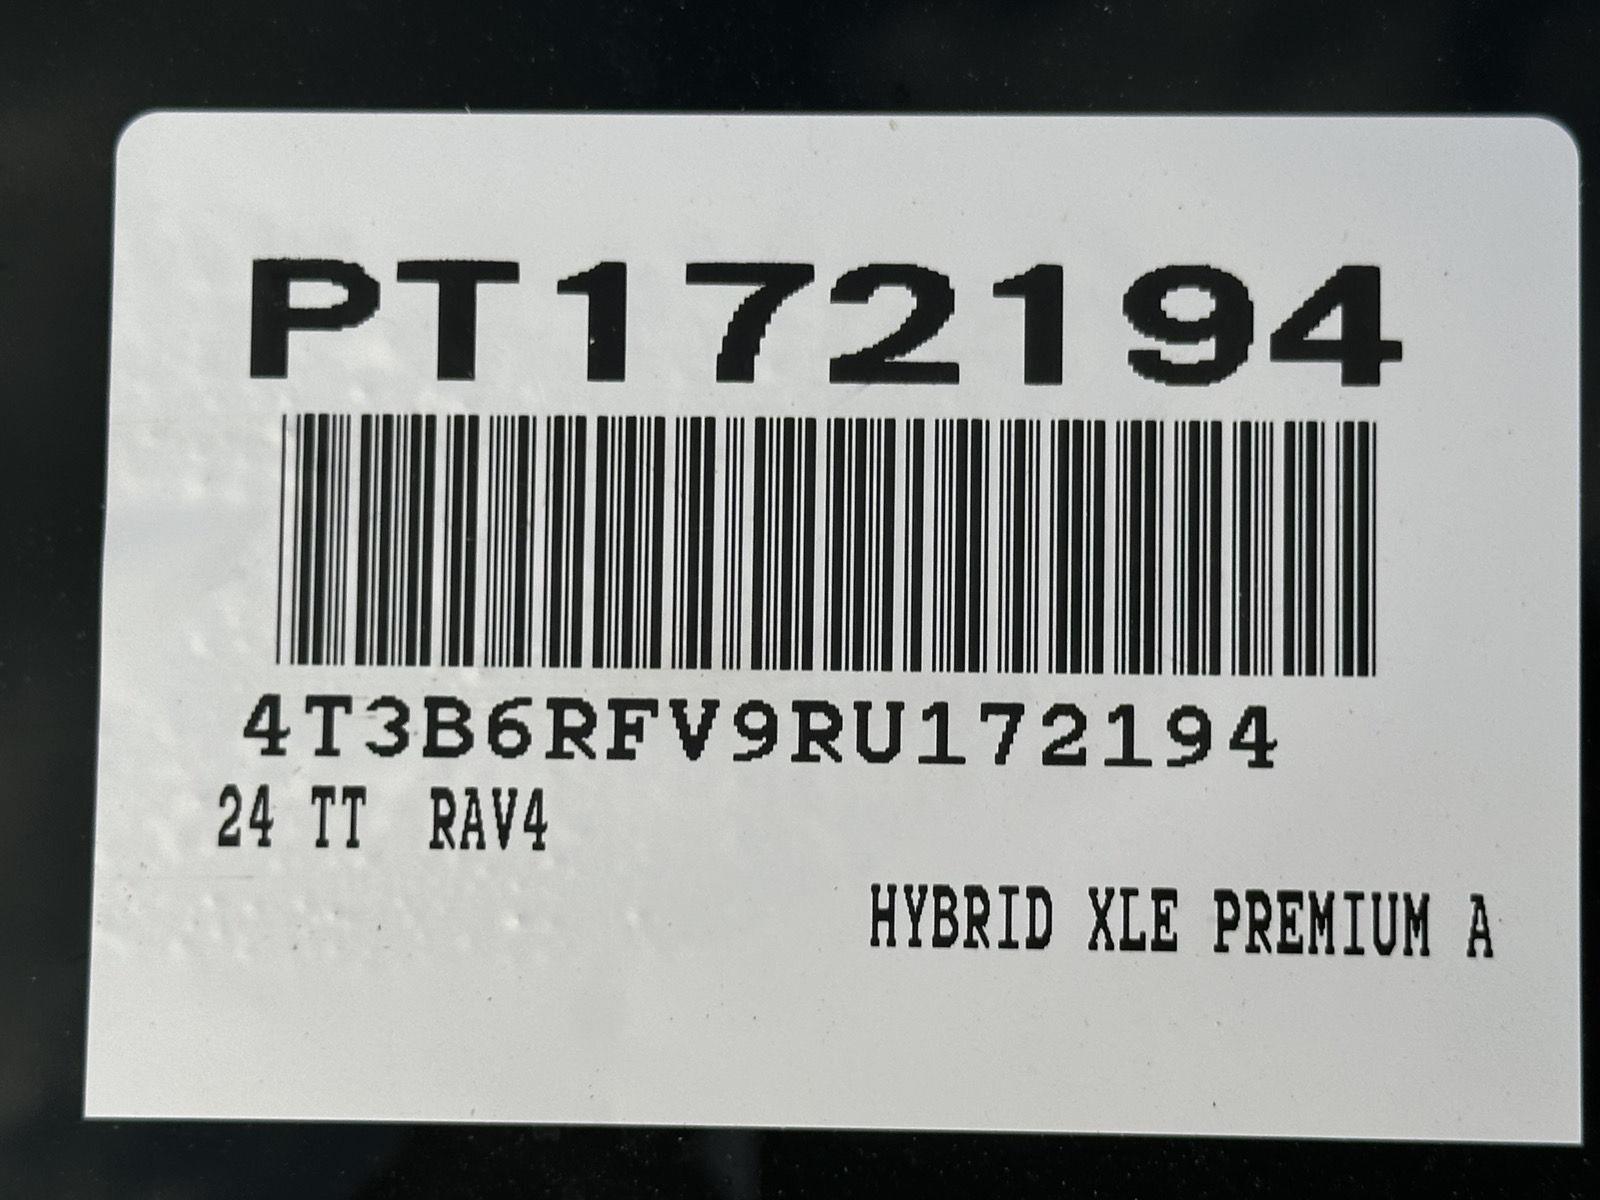 PT172194
4T3B6RFV9RU172194
24 TT RAV4
HYBRID XLE PREMIUM A